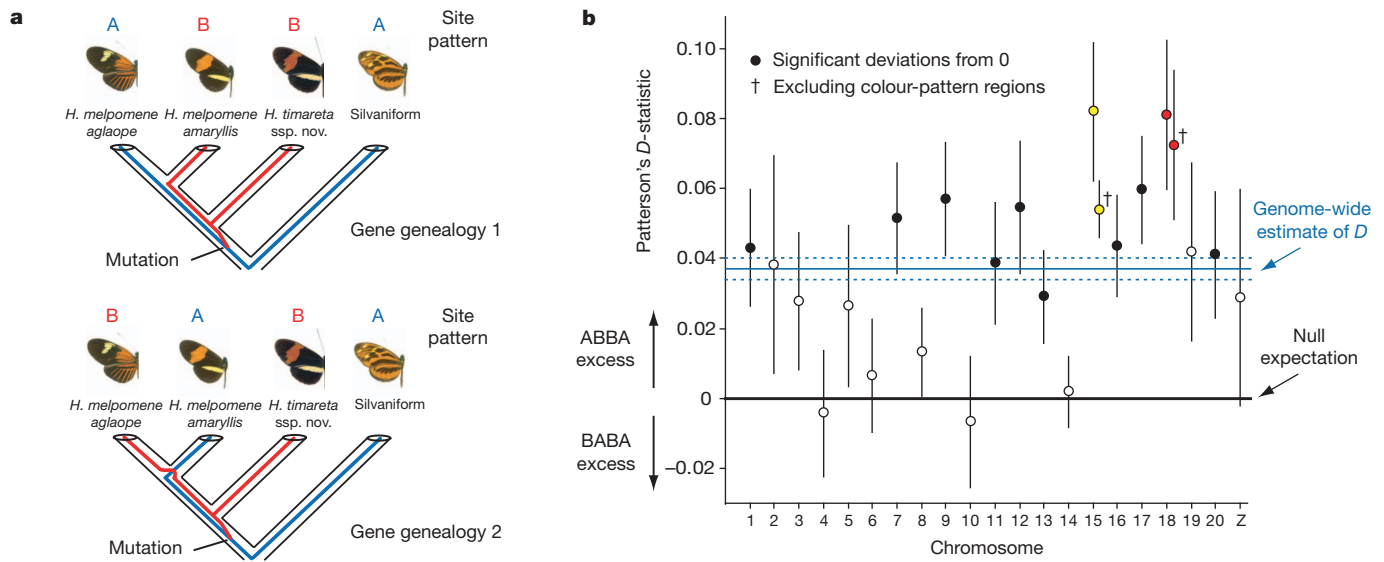 a
A B B A Site
pattern
H. melpomene H. melpomene H. timareta Silvaniform
aglaope amaryllis ssp. nov.
Gene genealogy 1
Mutation
B A B A Site
pattern
H. melpomene H. melpomene H. timareta Silvaniform
aglaope amaryllis ssp. nov.
Gene genealogy 2
Mutation
b
Patterson's D-statistic
0.10
0.08
0.06
0.04
0.02
0
−0.02
ABBA
excess
BABA
excess
Significant deviations from 0
† Excluding colour-pattern regions
†
†
Genome-wide
estimate of D
Null
expectation
1 2 3 4 5 6 7 8 9 10 11 12 13 14 15 16 17 18 19 20 Z
Chromosome